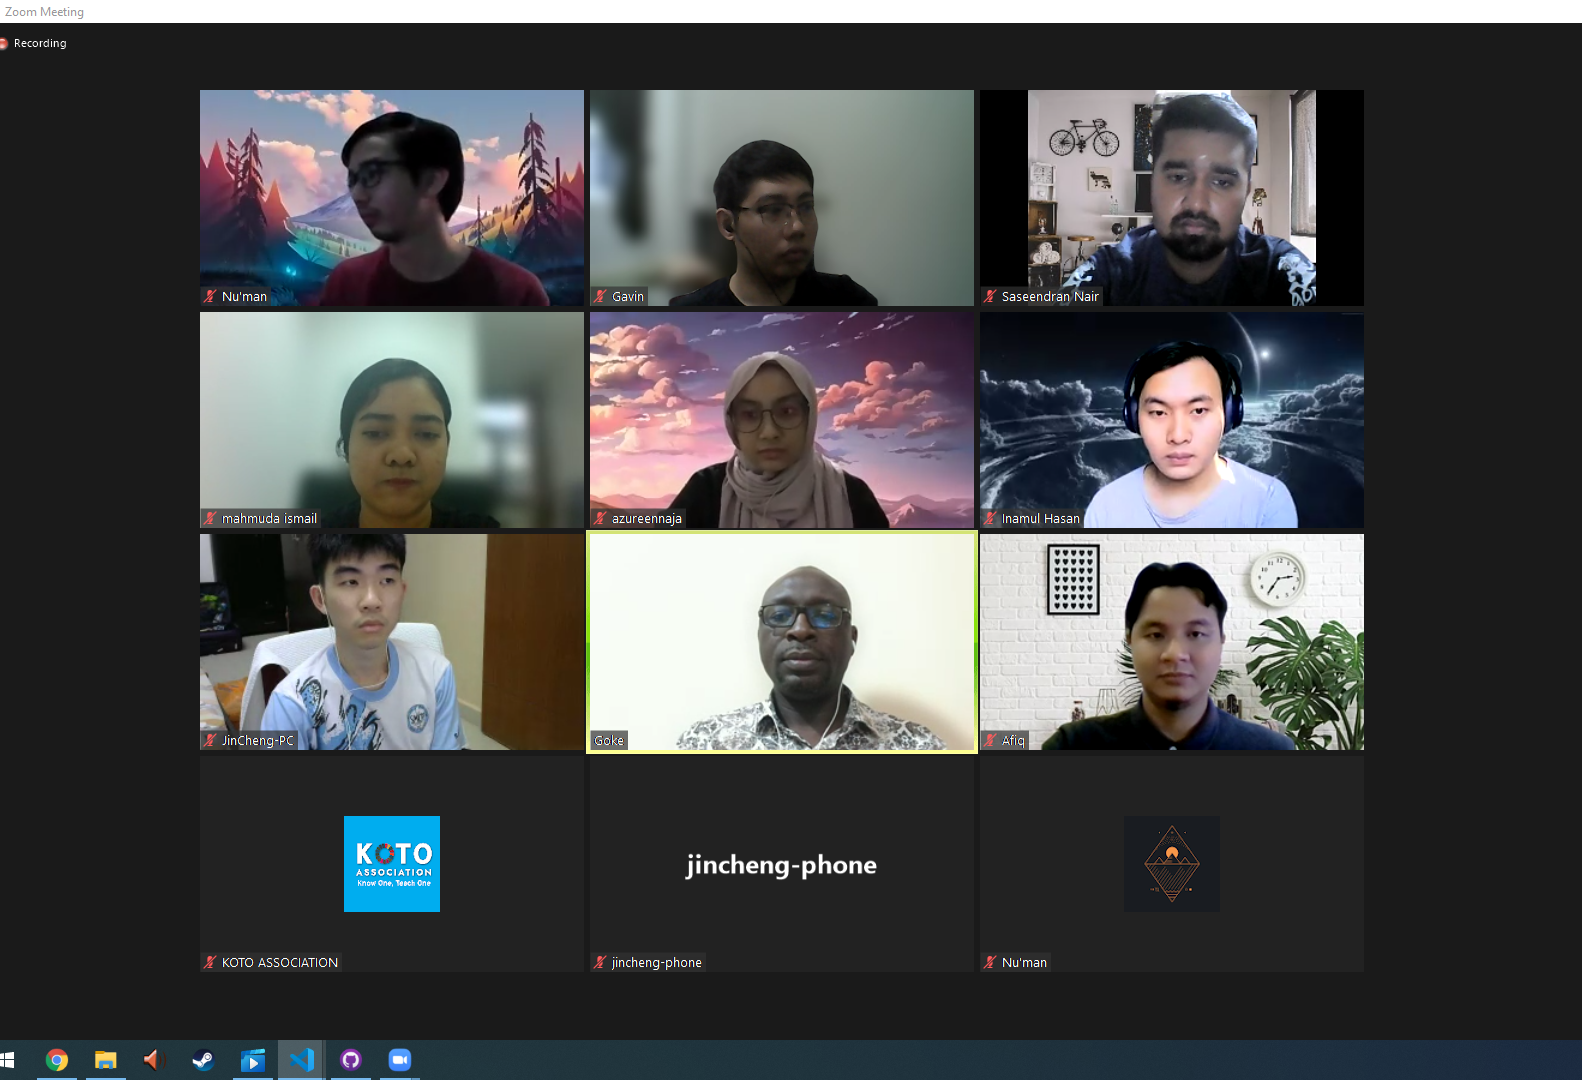 Zoom Meeting
Recording
Nu'man
Gavin
Saseendran Nair
mahmuda ismail
azureennaja
Inamul Hasan
JinCheng-PC
Goke
Afiq
KOTO
ASSOCIATION
Know One, Teach One
jincheng-phone
KOTO ASSOCIATION
jincheng-phone
Nu'man